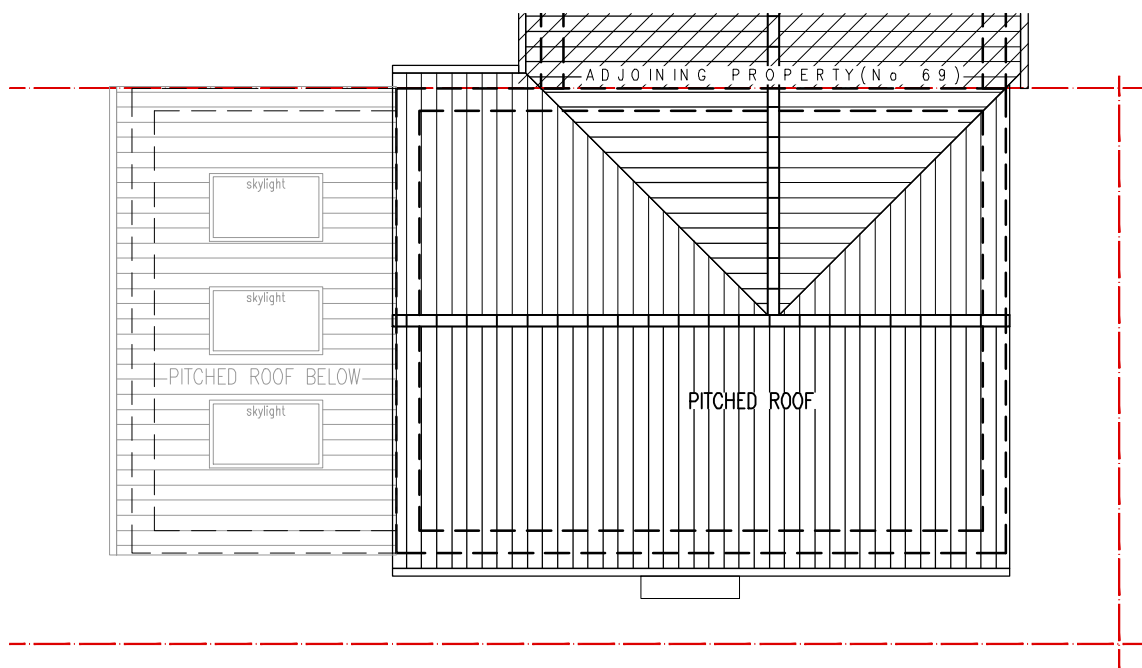 ADJOINING PROPERTY(No 69)
skylight
skylight
PITCHED ROOF BELOW
PITCHED ROOF
skylight